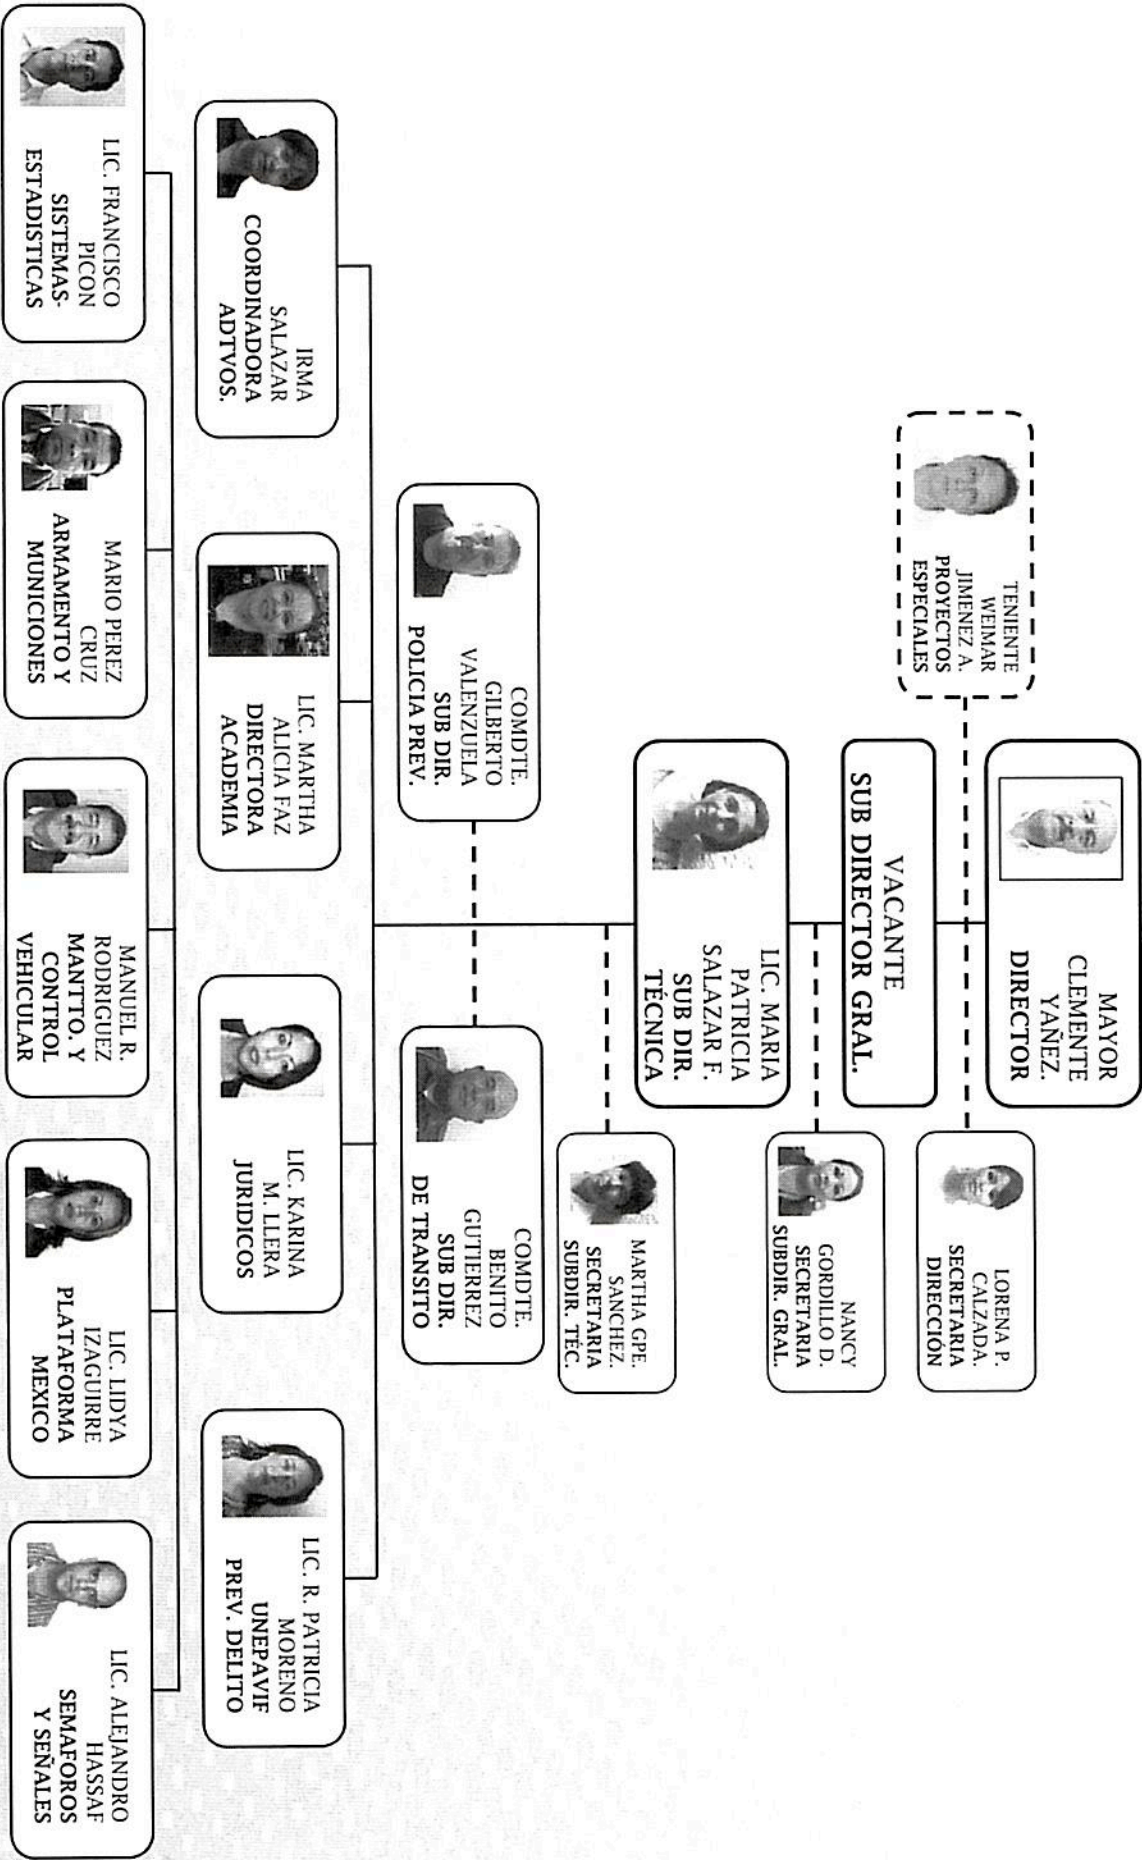 MAYOR
CLEMENTE
YAÑEZ.
DIRECTOR
TENIENTE
WEIMAR
JIMENEZ A.
PROYECTOS
ESPECIALES
LORENA P.
CALZADA.
SECRETARIA
DIRECCIÓN
VACANTE
SUB DIRECTOR GRAL.
NANCY
GORDILLO D.
SECRETARIA
SUBDIR. GRAL.
LIC. MARIA
PATRICIA
SALAZAR F.
SUB DIR.
TÉCNICA
MARTHA GPE.
SANCHEZ.
SECRETARIA
SUBDIR. TÉC.
COMDTE.
GILBERTO
VALENZUELA
SUB DIR.
POLICIA PREV.
COMDTE.
BENITO
GUTIERREZ
SUB DIR.
DE TRANSITO
IRMA
SALAZAR
COORDINADORA
ADTVOS.
LIC. MARTHA
ALICIA FAZ
DIRECTORA
ACADEMIA
LIC. KARINA
M. LLERA
JURIDICOS
LIC. R. PATRICIA
MORENO
UNEPAVIF
PREV. DELITO
LIC. FRANCISCO
PICON
SISTEMAS-
ESTADISTICAS
MARIO PEREZ
CRUZ
ARMAMENTO Y
MUNICIONES
MANUEL R.
RODRIGUEZ
MANTTO. Y
CONTROL
VEHICULAR
LIC. LIDYA
IZAGUIRRE
PLATAFORMA
MEXICO
LIC. ALEJANDRO
HASSAF
SEMAFOROS
Y SEÑALES